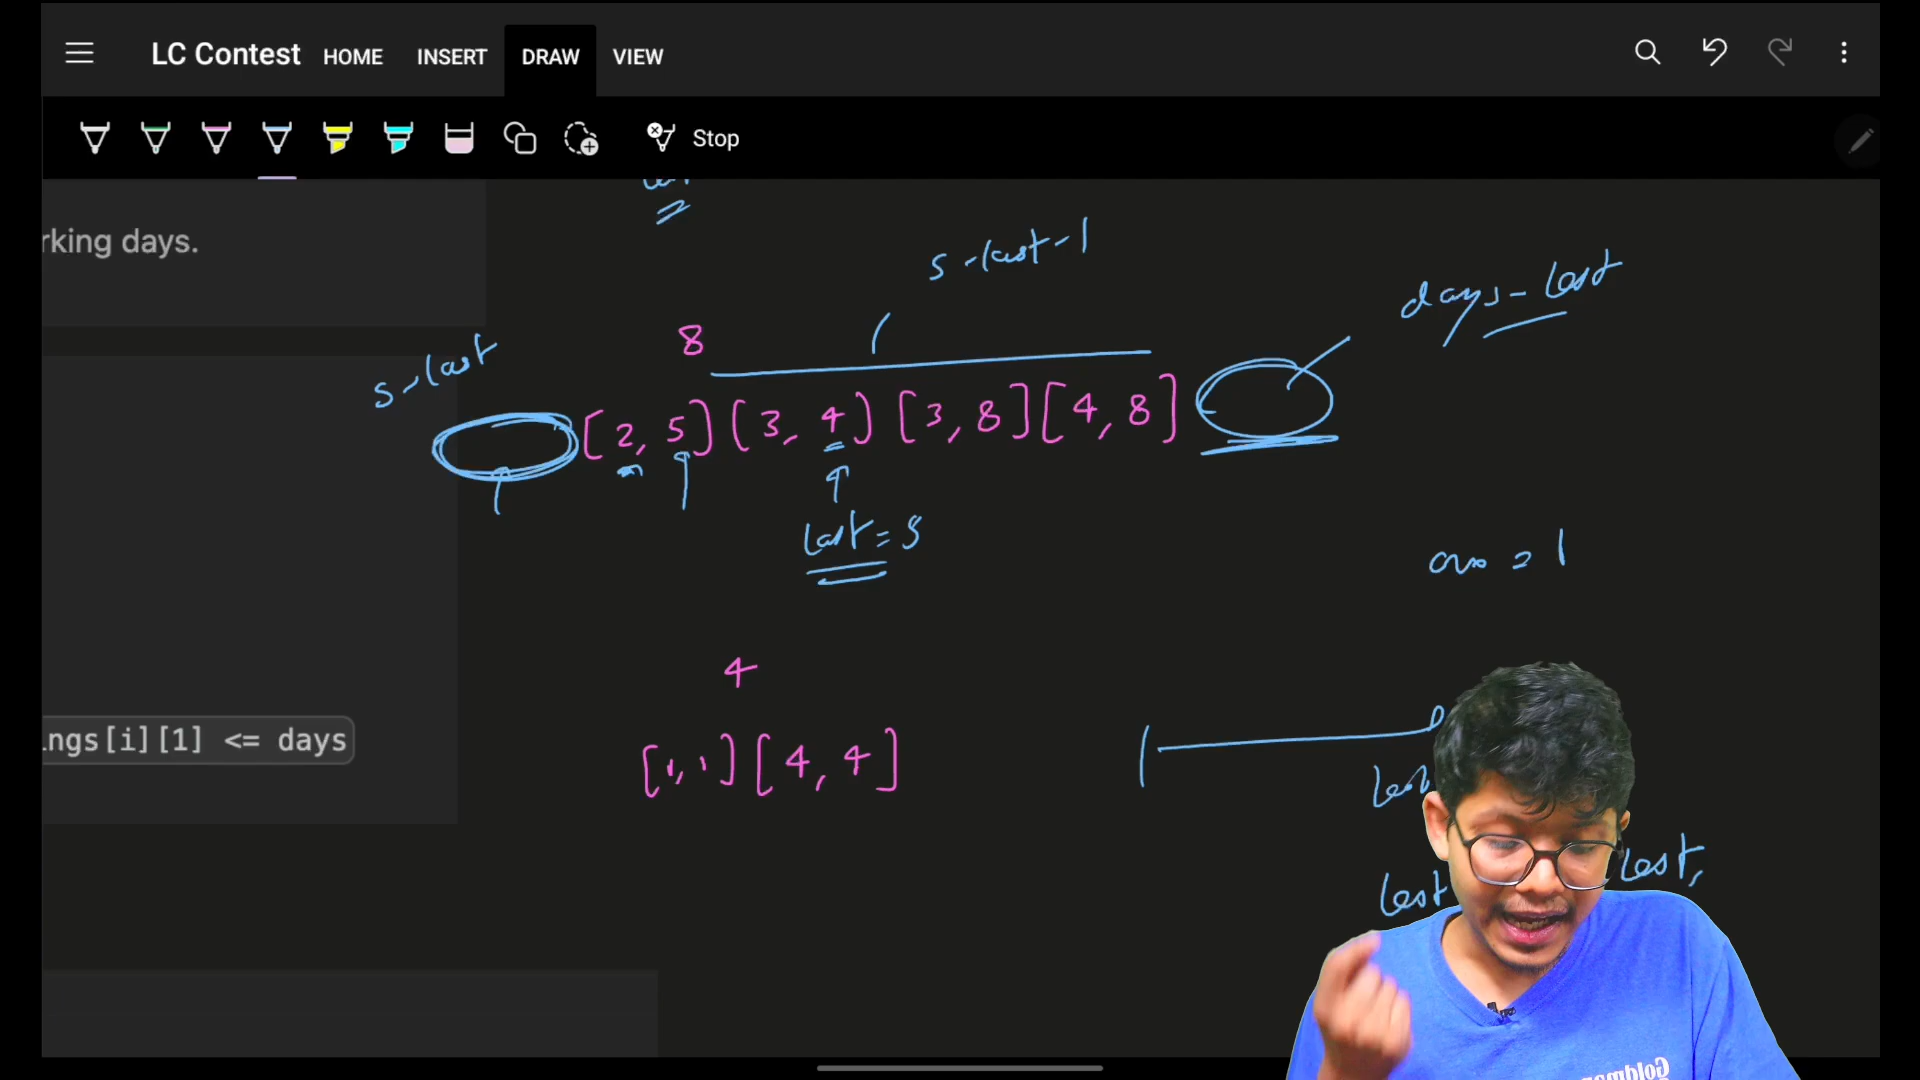 LC Contest HOME INSERT DRAW VIEW
Stop
rking days.
s-last-1
days-last
8
s-last
[2, 5] [3, 4] [3, 8] [4, 8]
last = 5
ans = 1
4
[1, 1] [4, 4]
last
last last,
ings[i][1] <= days